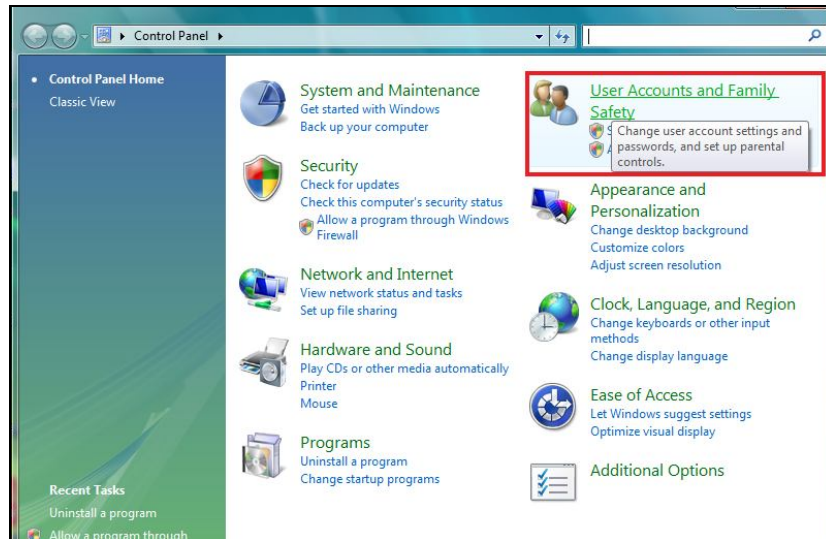 Control Panel
Control Panel Home
Classic View
Recent Tasks
Uninstall a program
Allow a program through
System and Maintenance
Get started with Windows
Back up your computer
Security
Check for updates
Check this computer's security status
Allow a program through Windows
Firewall
Network and Internet
View network status and tasks
Set up file sharing
Hardware and Sound
Play CDs or other media automatically
Printer
Mouse
Programs
Uninstall a program
Change startup programs
User Accounts and Family
Safety
Change user account settings and
passwords, and set up parental
controls.
Appearance and
Personalization
Change desktop background
Customize colors
Adjust screen resolution
Clock, Language, and Region
Change keyboards or other input
methods
Change display language
Ease of Access
Let Windows suggest settings
Optimize visual display
Additional Options